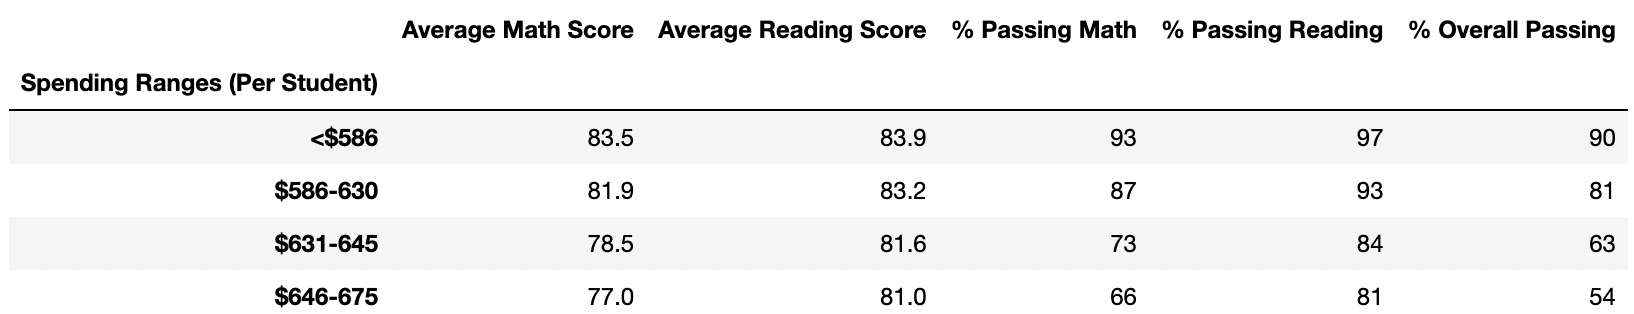 Average Math Score Average Reading Score % Passing Math % Passing Reading % Overall Passing
Spending Ranges (Per Student)
<$586 83.5 83.9 93 97 90
$586-630 81.9 83.2 87 93 81
$631-645 78.5 81.6 73 84 63
$646-675 77.0 81.0 66 81 54